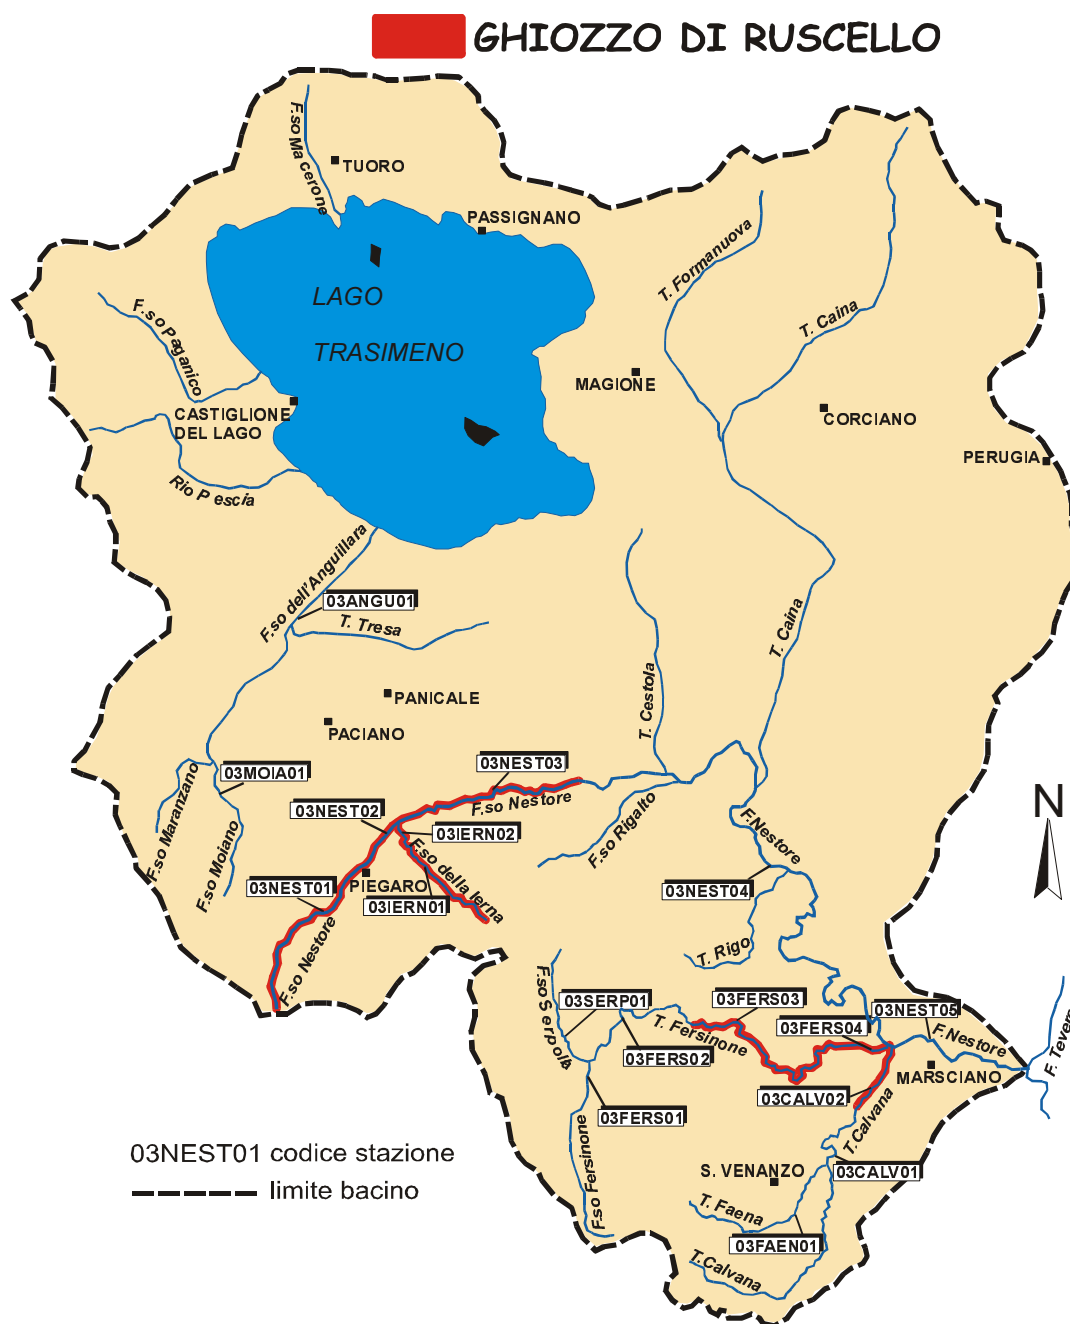 GHIOZZO DI RUSCELLO
F.so Macerone
TUORO
PASSIGNANO
LAGO
TRASIMENO
T. Formanuova
T. Caina
F.so Paganico
MAGIONE
CASTIGLIONE
DEL LAGO
CORCIANO
PERUGIA
Rio Pescia
F.so dell'Anguillara
03ANGU01
T. Tresa
T. Caina
T. Cestola
PANICALE
PACIANO
03MOIA01
03NEST03
F.so Maranzano
F.so Moiano
03NEST02
F.so Nestore
03IERN02
F.so Rigalto
F.Nestore
N
F.so della Ierna
PIEGARO
03NEST01
03IERN01
03NEST04
F.so Nestore
T. Rigo
F.so Serpolla
03SERP01
03FERS03
03NEST05
T. Fersinone
03FERS04
F.Nestore
F. Tevere
03FERS02
MARSCIANO
03CALV02
03FERS01
T.Calvana
03NEST01 codice stazione
F.so Fersinone
S. VENANZO
03CALV01
limite bacino
T. Faena
03FAEN01
T.Calvana